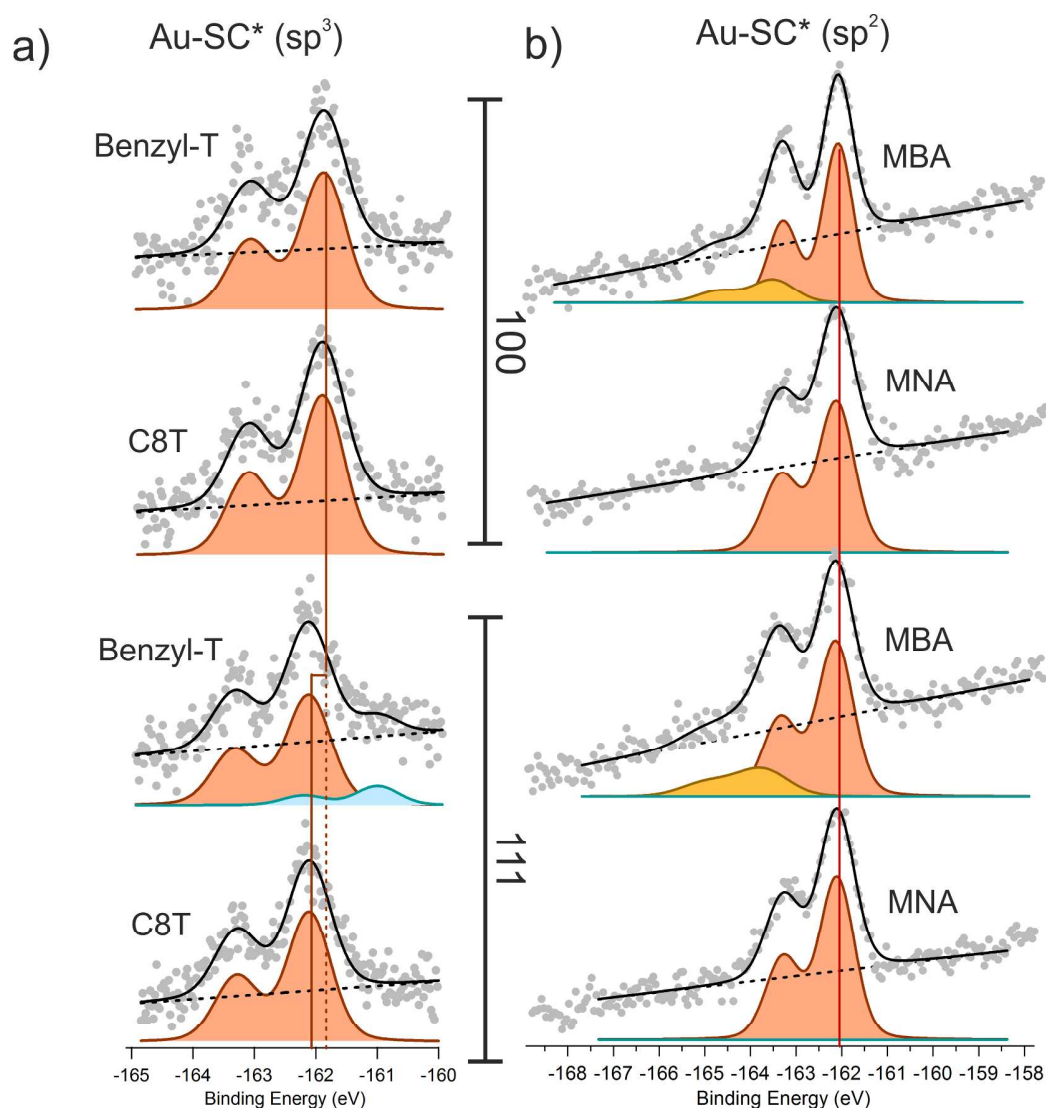 a)
Au-SC* (sp³)
Benzyl-T
C8T
Benzyl-T
C8T
-165 -164 -163 -162 -161 -160
Binding Energy (eV)
100
111
b)
Au-SC* (sp²)
MBA
MNA
MBA
MNA
-168 -167 -166 -165 -164 -163 -162 -161 -160 -159 -158
Binding Energy (eV)